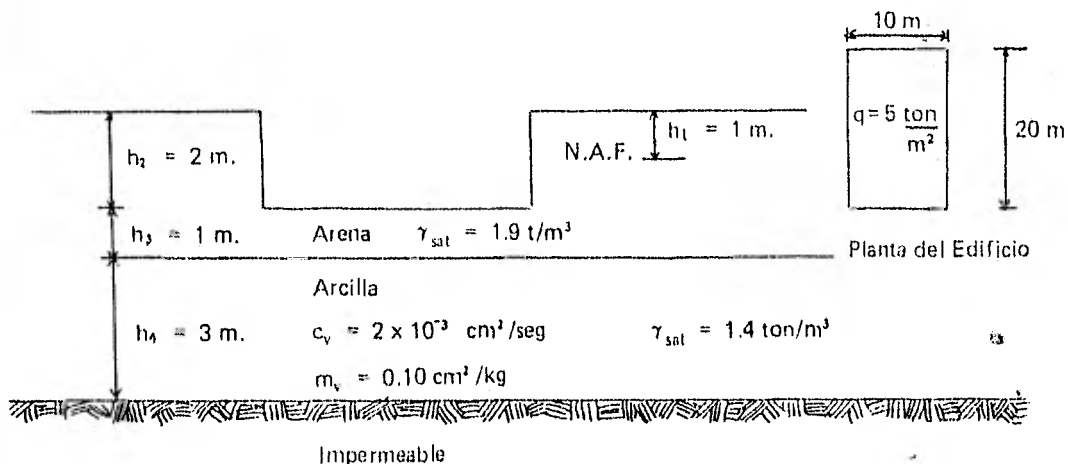 10 m
h₂ = 2 m.
h₁ = 1 m.
N.A.F.
q = 5 ton/m²
20 m
h₃ = 1 m.
Arena γsat = 1.9 t/m³
Planta del Edificio
Arcilla
h₄ = 3 m.
cᵥ = 2 x 10⁻³ cm²/seg
γsat = 1.4 ton/m³
mᵥ = 0.10 cm²/kg
Impermeable